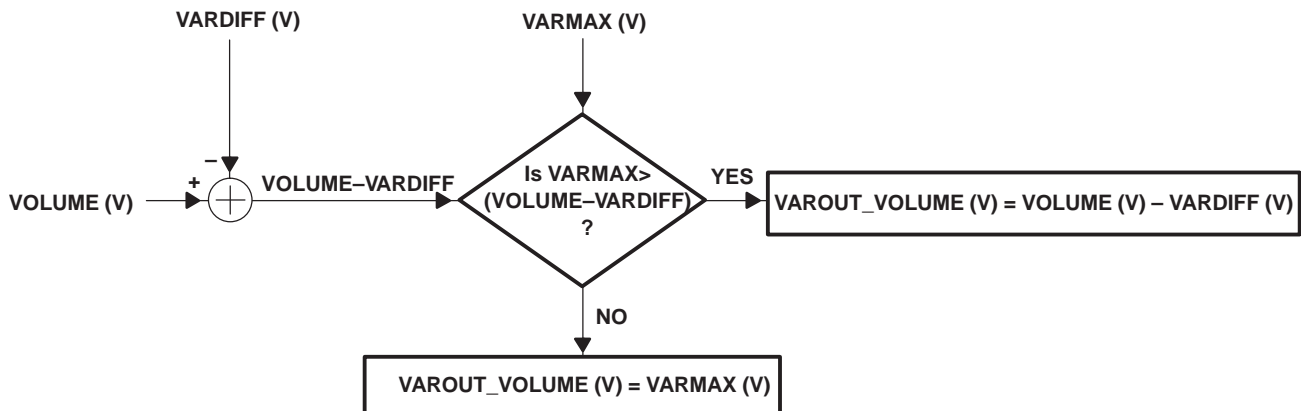 VARDIFF (V)
VARMAX (V)
–
+
VOLUME (V)
VOLUME–VARDIFF
Is VARMAX>
(VOLUME–VARDIFF)
?
YES
VAROUT_VOLUME (V) = VOLUME (V) – VARDIFF (V)
NO
VAROUT_VOLUME (V) = VARMAX (V)